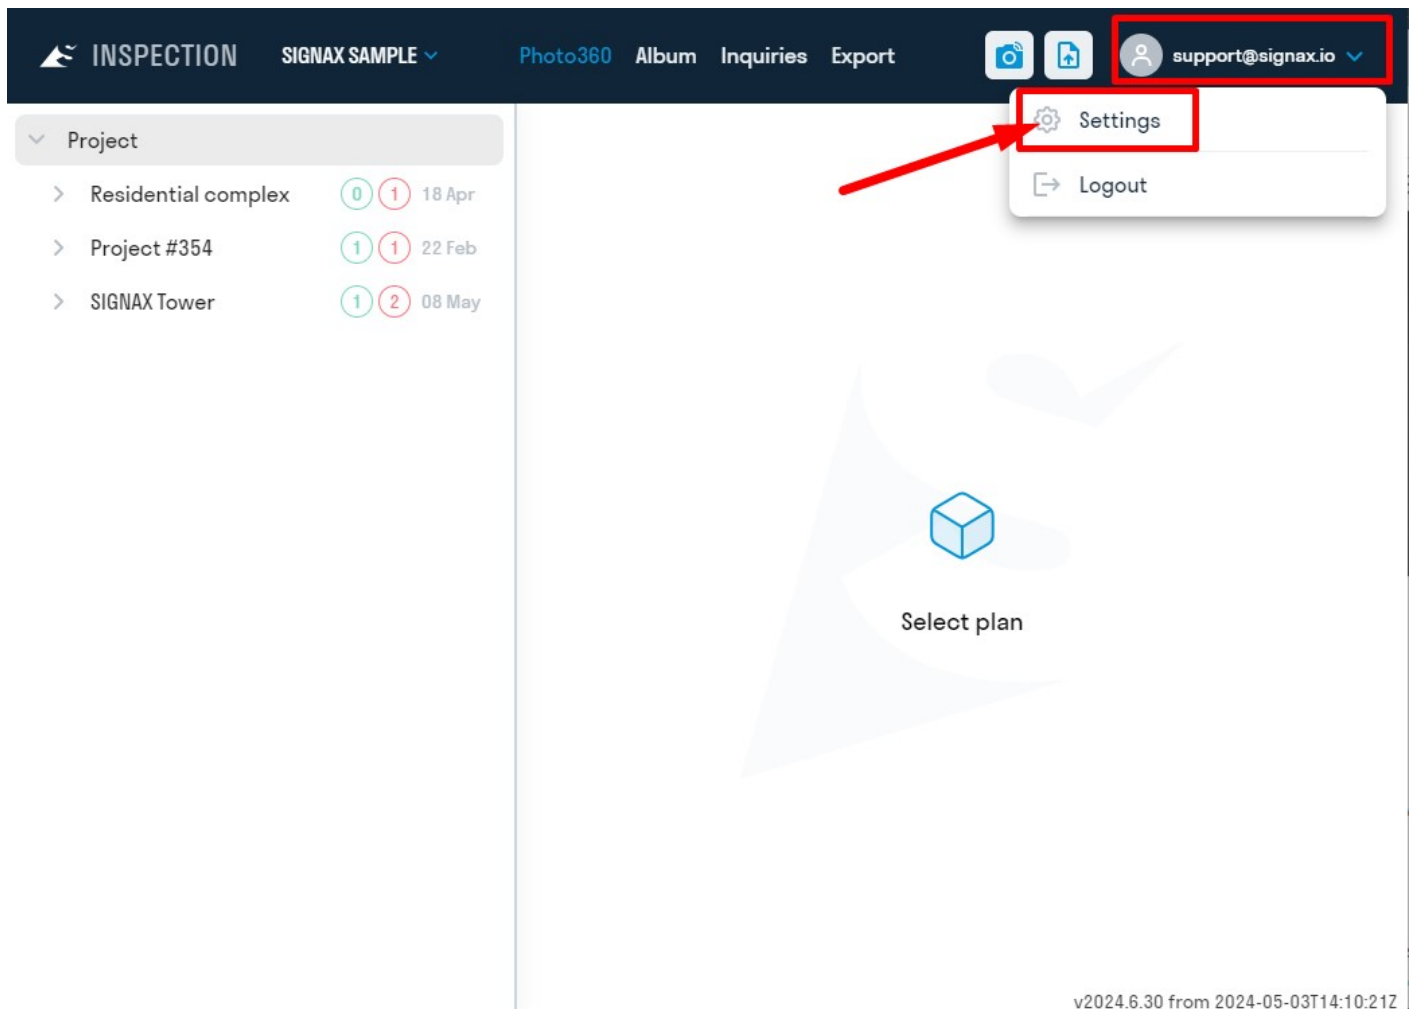 INSPECTION SIGNAX SAMPLE Photo360 Album Inquiries Export support@signax.io
Settings
Logout
Project
Residential complex 0 1 18 Apr
Project #354 1 1 22 Feb
SIGNAX Tower 1 2 08 May
Select plan
v2024.6.30 from 2024-05-03T14:10:21Z